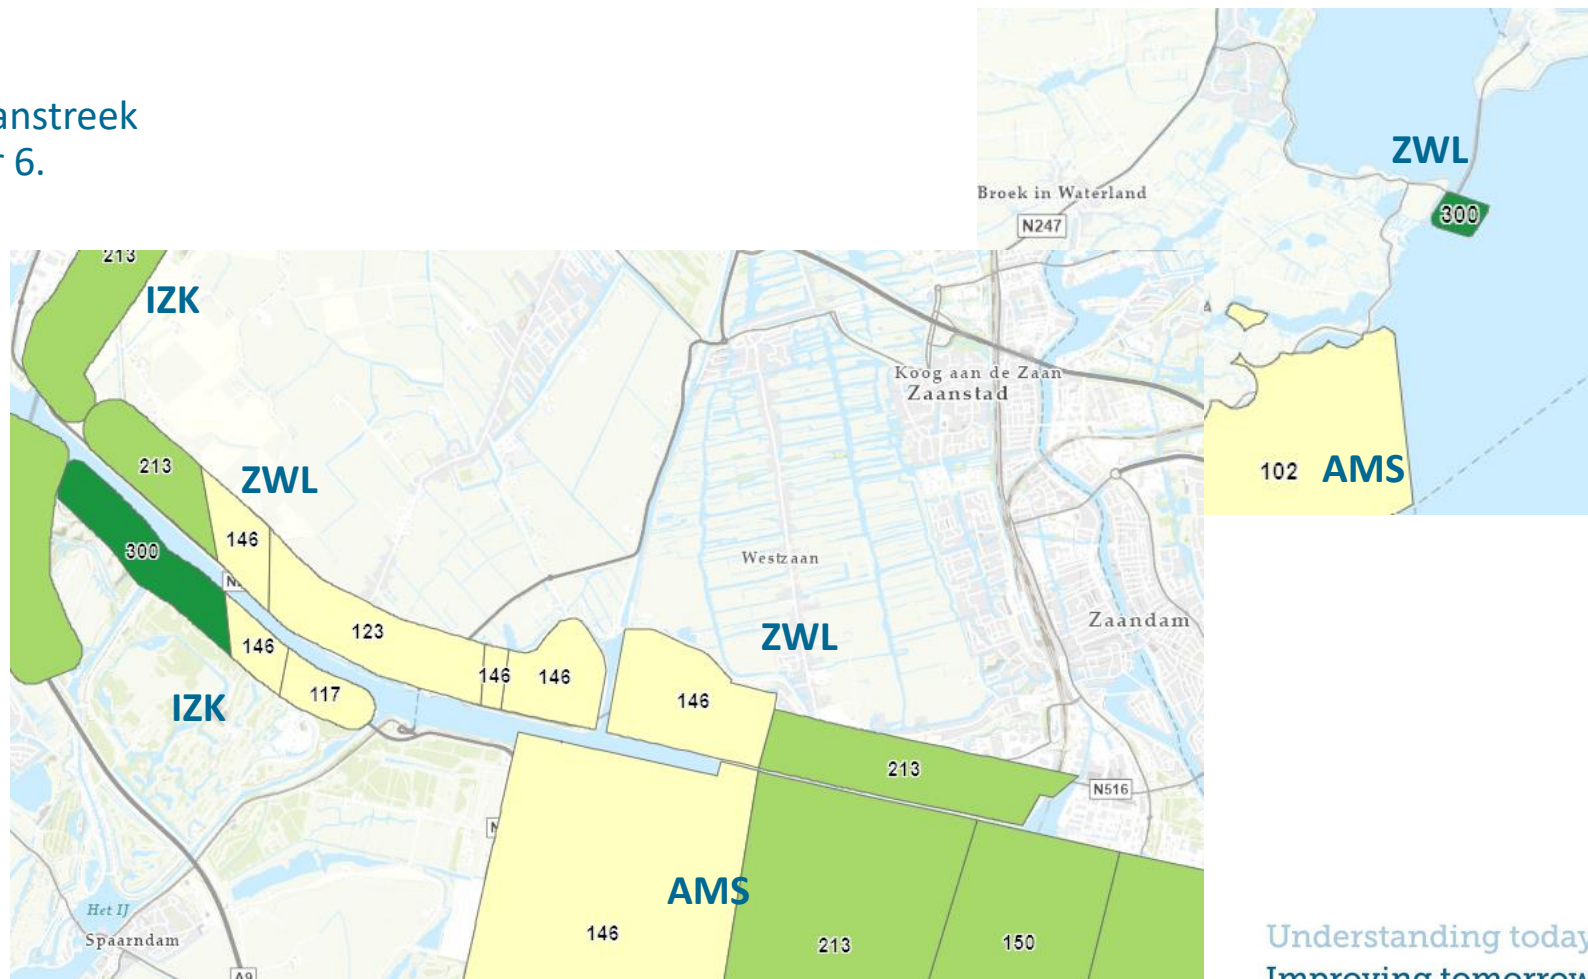 anstreek
r 6.
ZWL
300
Broek in Waterland
N247
213
IZK
102
AMS
Koog aan de Zaan
Zaanstad
213
ZWL
146
300
Westzaan
123
Zaandam
ZWL
146
146
146
117
146
IZK
213
N516
AMS
Het IJ
Spaarndam
146
213
150
A9
Understanding today
Improving tomorrow